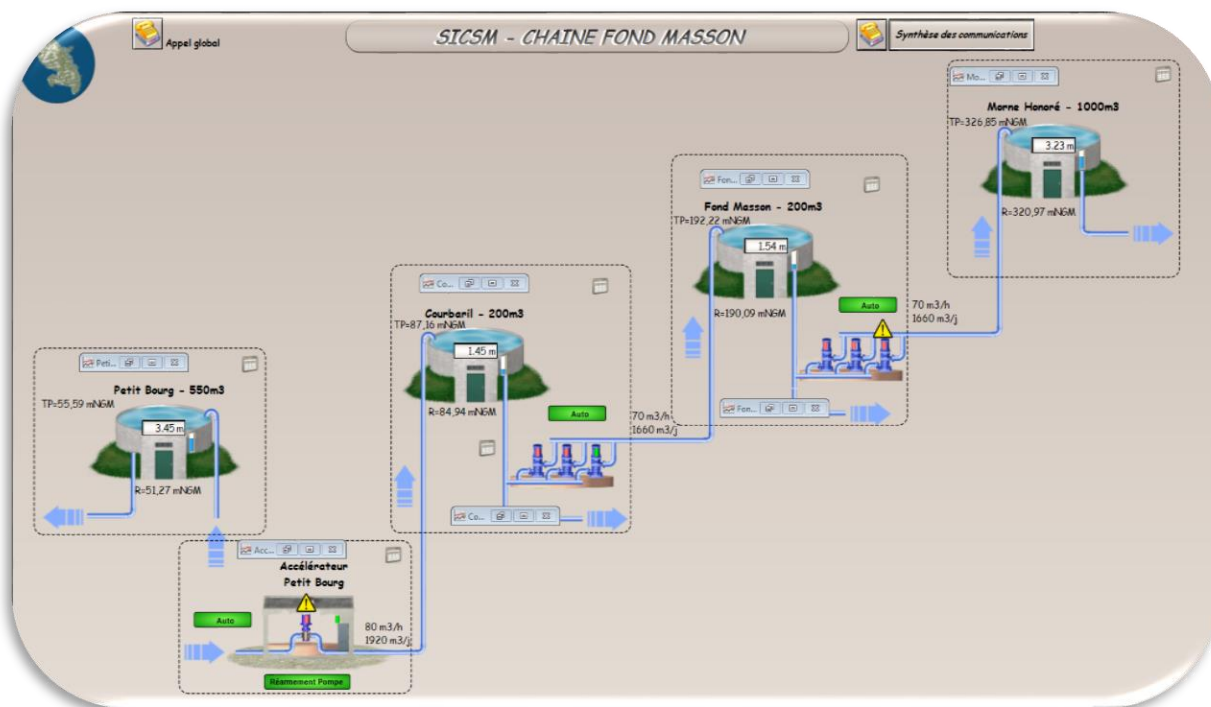 Appel global
SICSM - CHAINE FOND MASSON
Synthèse des communications
Mo...
Morne Honoré - 1000m3
TP=326,85 mNGM
3.23 m
R=320,97 mNGM
Fon...
Fond Masson - 200m3
TP=192,22 mNGM
1.54 m
R=190,09 mNGM
Auto
70 m3/h
1660 m3/j
Fon...
Co...
Courbaril - 200m3
TP=87,16 mNGM
1.45 m
R=84,94 mNGM
Auto
70 m3/h
1660 m3/j
Co...
Peti...
Petit Bourg - 550m3
TP=55,59 mNGM
3.45 m
R=51,27 mNGM
Acc...
Accélérateur
Petit Bourg
Auto
80 m3/h
1920 m3/j
Réarmement Pompe